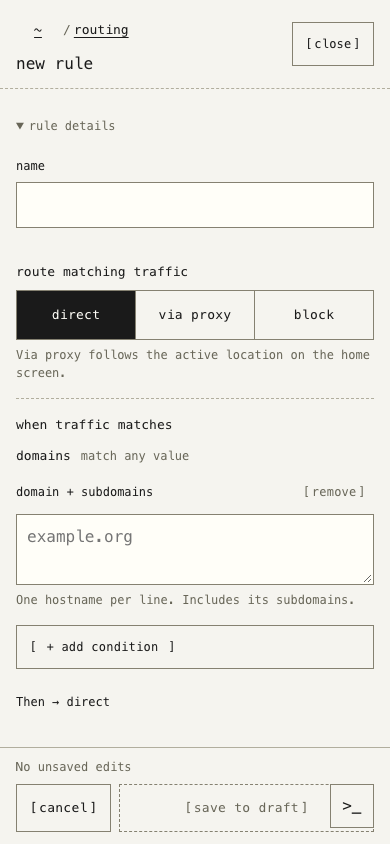 ~ / routing
[close]
new rule
▼ rule details
name
route matching traffic
direct via proxy block
Via proxy follows the active location on the home
screen.
when traffic matches
domains match any value
domain + subdomains [remove]
example.org
One hostname per line. Includes its subdomains.
[ + add condition ]
Then → direct
No unsaved edits
[cancel] [save to draft] >_